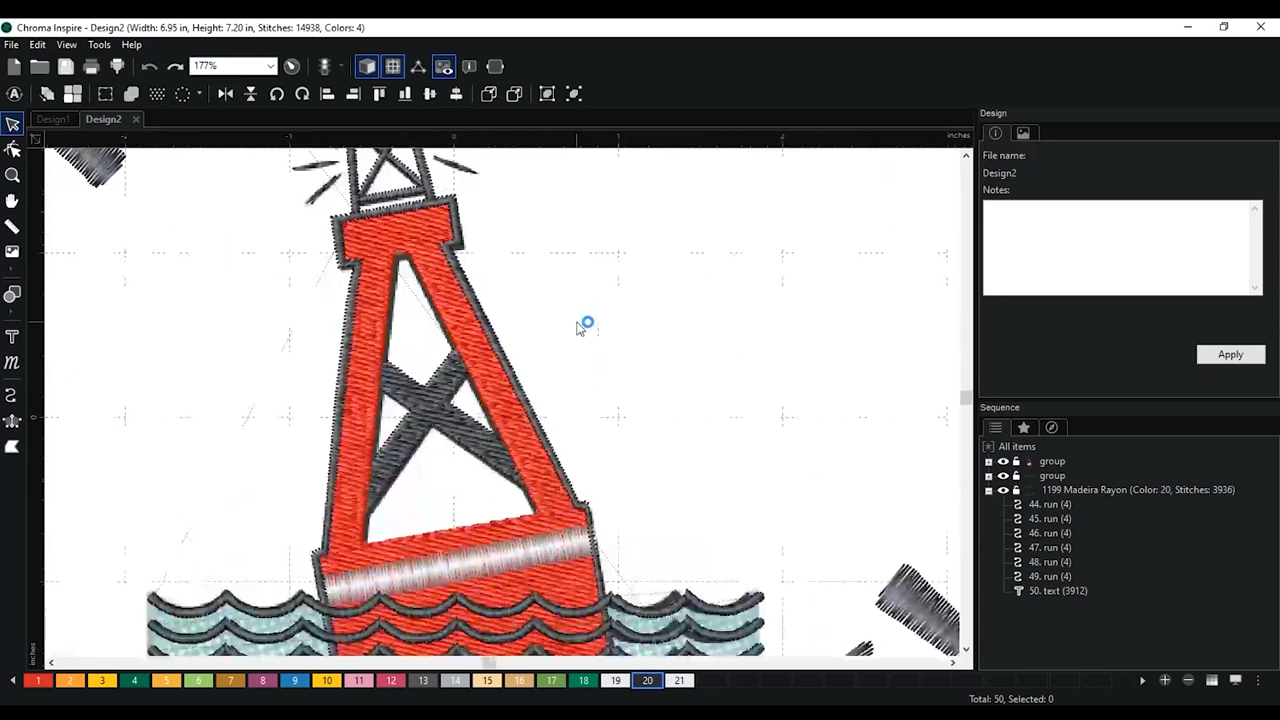 Chroma Inspire - Design2 (Width: 6.95 in, Height: 7.20 in, Stitches: 14938, Colors: 4)
File Edit View Tools Help
177%
Design1 Design2
inches
inches
Design
File name:
Design2
Notes:
Apply
Sequence
All items
group
group
1199 Madeira Rayon (Color: 20, Stitches: 3936)
44. run (4)
45. run (4)
46. run (4)
47. run (4)
48. run (4)
49. run (4)
50. text (3912)
1 2 3 4 5 6 7 8 9 10 11 12 13 14 15 16 17 18 19 20 21
Total: 50, Selected: 0